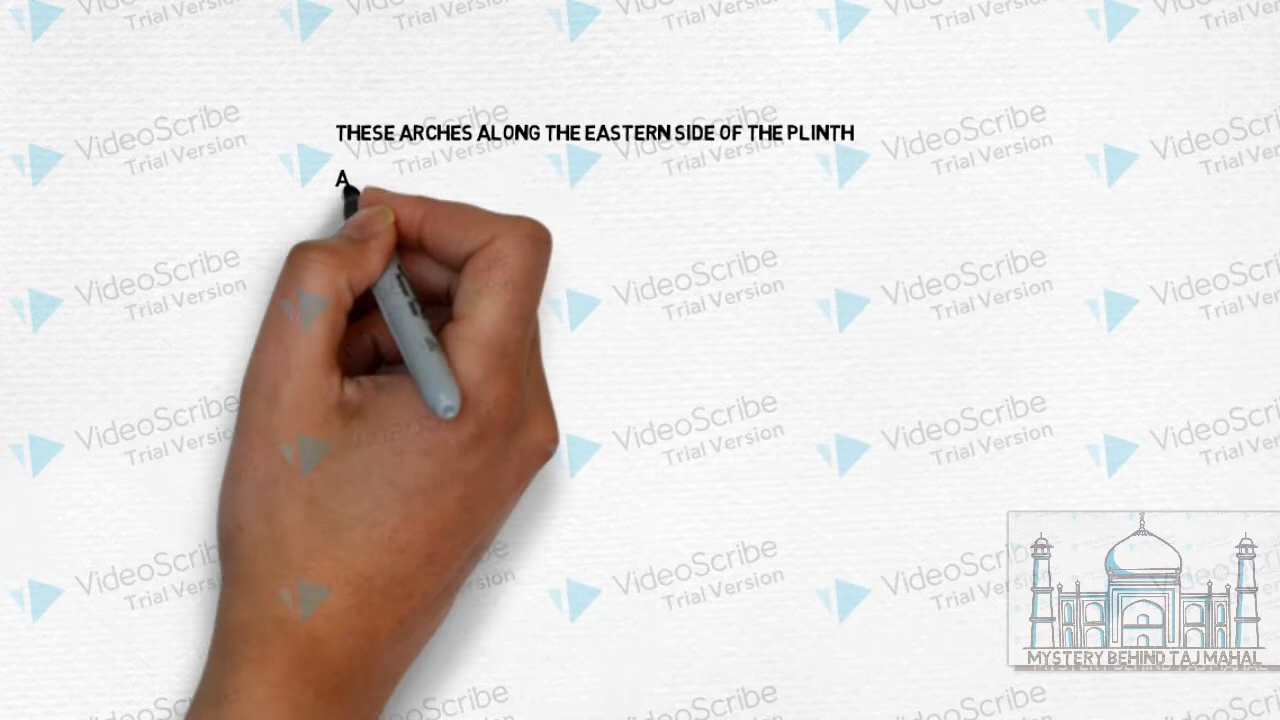 THESE ARCHES ALONG THE EASTERN SIDE OF THE PLINTH
A
VideoScribe
Trial Version
MYSTERY BEHIND TAJ MAHAL